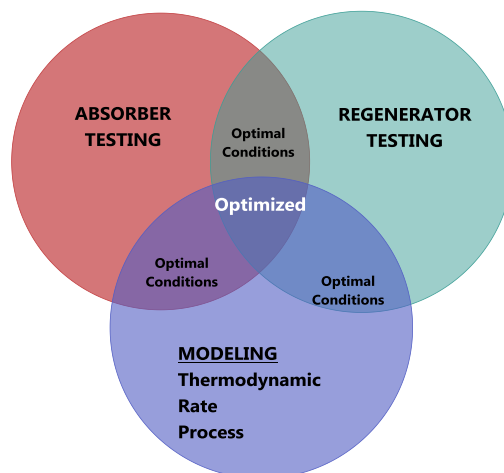 ABSORBER
TESTING
REGENERATOR
TESTING
Optimal
Conditions
Optimized
Optimal
Conditions
Optimal
Conditions
MODELING
Thermodynamic
Rate
Process